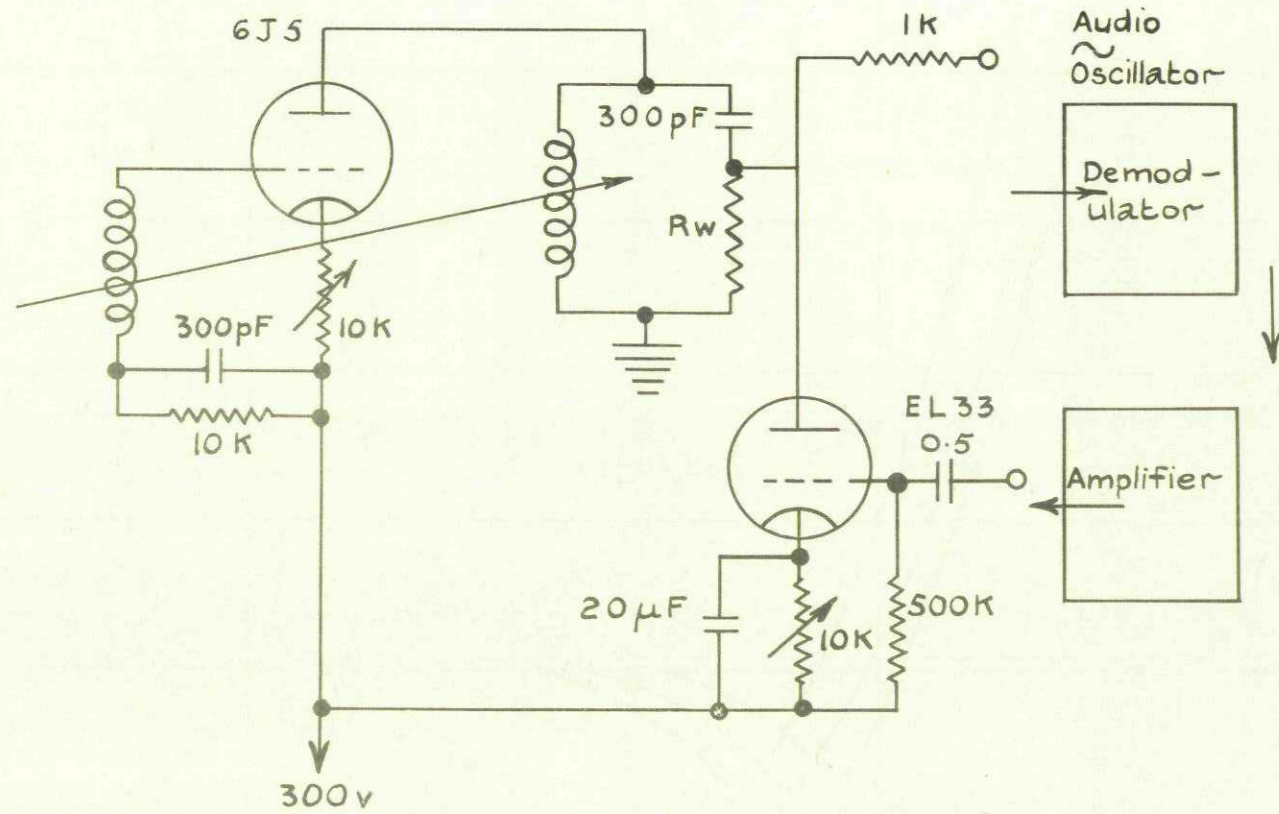 6J5
1K
Audio
~
Oscillator
300pF
Demod-
ulator
Rw
300pF
10K
10K
EL33
0.5
Amplifier
20µF
10K
500K
300v